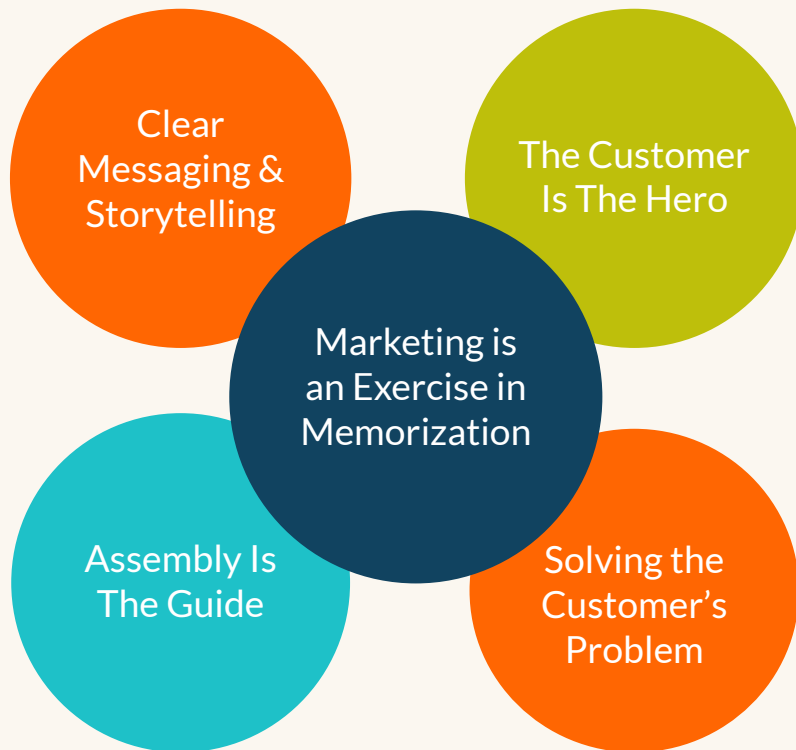 Clear
Messaging &
Storytelling
The Customer
Is The Hero
Marketing is
an Exercise in
Memorization
Assembly Is
The Guide
Solving the
Customer’s
Problem